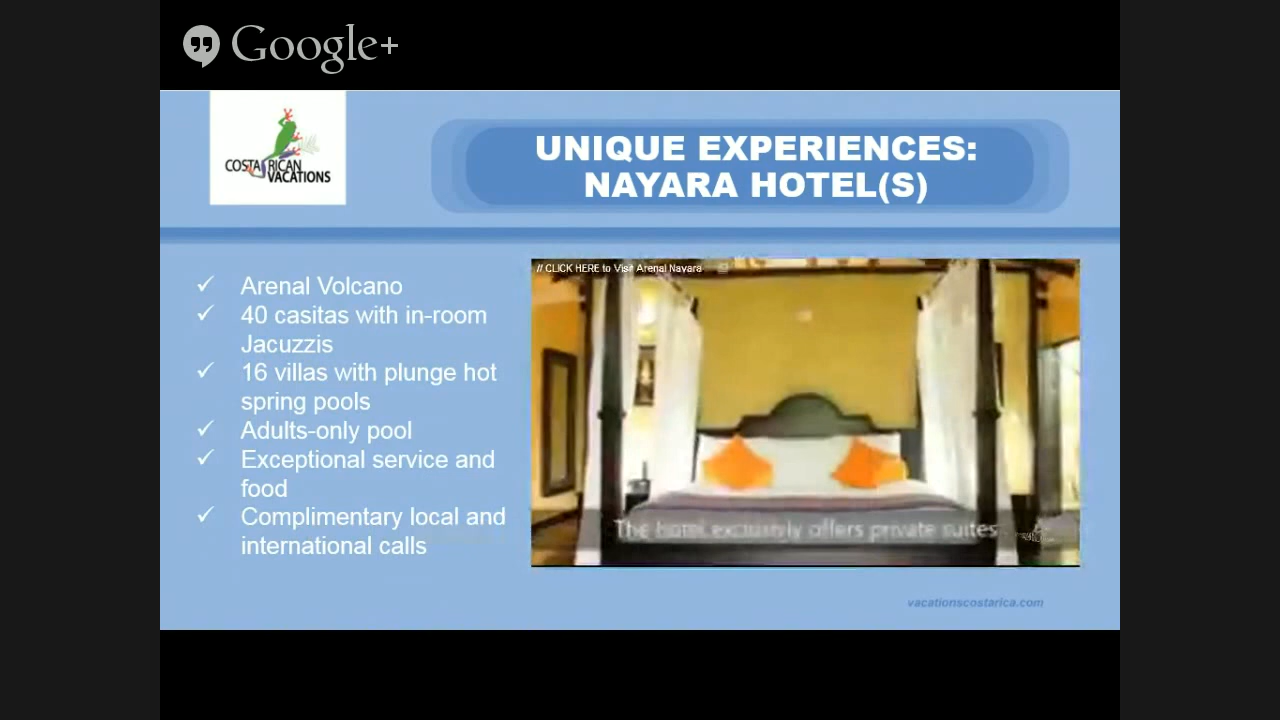 Google+
COSTA RICAN
VACATIONS
UNIQUE EXPERIENCES:
NAYARA HOTEL(S)
✓ Arenal Volcano
✓ 40 casitas with in-room
Jacuzzis
✓ 16 villas with plunge hot
spring pools
✓ Adults-only pool
✓ Exceptional service and
food
✓ Complimentary local and
international calls
// CLICK HERE to Visit Arenal Nayara
The hotel exclusivly offers private suites
vacationscostarica.com